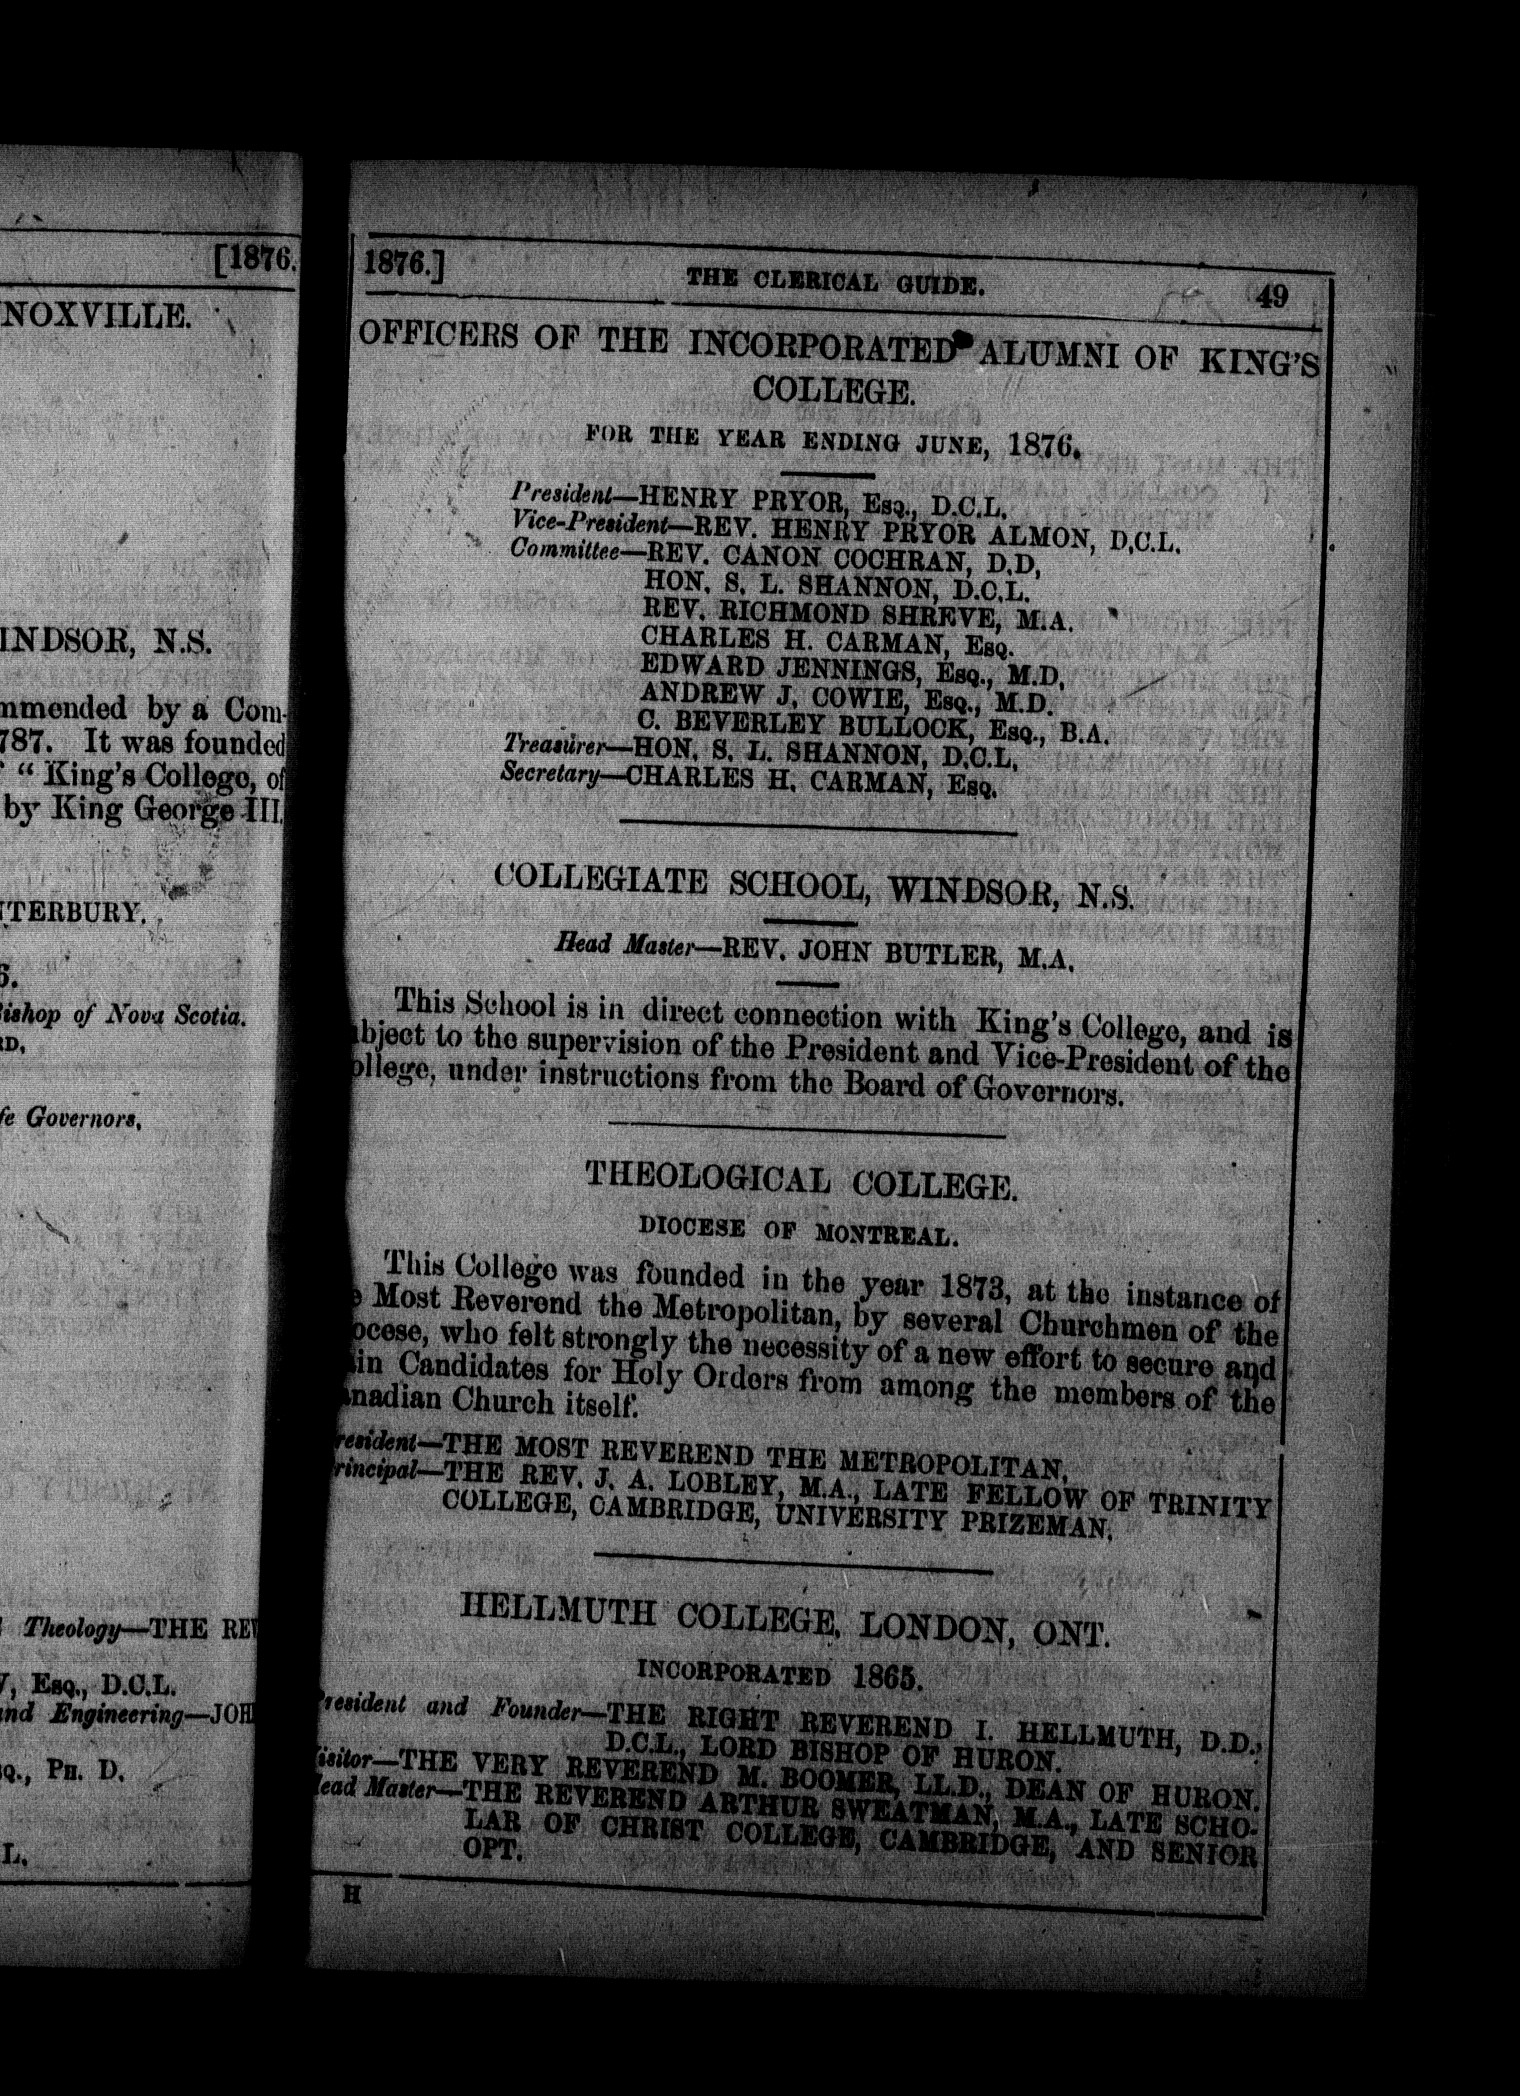 [1876.
NOXVILLE.
INDSOR, N.S.
mmended by a Com-
787. It was founded
" King's College, of
by King George III.
TERBURY.
6.
Bishop of Nova Scotia.
RD,
fe Governors,
Theology—THE REV
, Esq., D.C.L.
and Engineering—JOH
Q., PH. D.
L.
1876.] THE CLERICAL GUIDE. 49
OFFICERS OF THE INCORPORATED ALUMNI OF KING'S
COLLEGE.
FOR THE YEAR ENDING JUNE, 1876.
President—HENRY PRYOR, Esq., D.C.L.
Vice-President—REV. HENRY PRYOR ALMON, D.C.L.
Committee—REV. CANON COCHRAN, D.D.
HON. S. L. SHANNON, D.C.L.
REV. RICHMOND SHREVE, M.A.
CHARLES H. CARMAN, Esq.
EDWARD JENNINGS, Esq., M.D.
ANDREW J. COWIE, Esq., M.D.
C. BEVERLEY BULLOCK, Esq., B.A.
Treasurer—HON. S. L. SHANNON, D.C.L.
Secretary—CHARLES H. CARMAN, Esq.
COLLEGIATE SCHOOL, WINDSOR, N.S.
Head Master—REV. JOHN BUTLER, M.A.
This School is in direct connection with King's College, and is
bject to the supervision of the President and Vice-President of the
ollege, under instructions from the Board of Governors.
THEOLOGICAL COLLEGE.
DIOCESE OF MONTREAL.
This College was founded in the year 1873, at the instance of
e Most Reverend the Metropolitan, by several Churchmen of the
ocese, who felt strongly the necessity of a new effort to secure and
in Candidates for Holy Orders from among the members of the
anadian Church itself.
resident—THE MOST REVEREND THE METROPOLITAN.
rincipal—THE REV. J. A. LOBLEY, M.A., LATE FELLOW OF TRINITY
COLLEGE, CAMBRIDGE, UNIVERSITY PRIZEMAN.
HELLMUTH COLLEGE, LONDON, ONT.
INCORPORATED 1865.
President and Founder—THE RIGHT REVEREND I. HELLMUTH, D.D.,
D.C.L., LORD BISHOP OF HURON.
isitor—THE VERY REVEREND M. BOOMER, LL.D., DEAN OF HURON.
ead Master—THE REVEREND ARTHUR SWEATMAN, M.A., LATE SCHO-
LAR OF CHRIST COLLEGE, CAMBRIDGE, AND SENIOR
OPT.
H